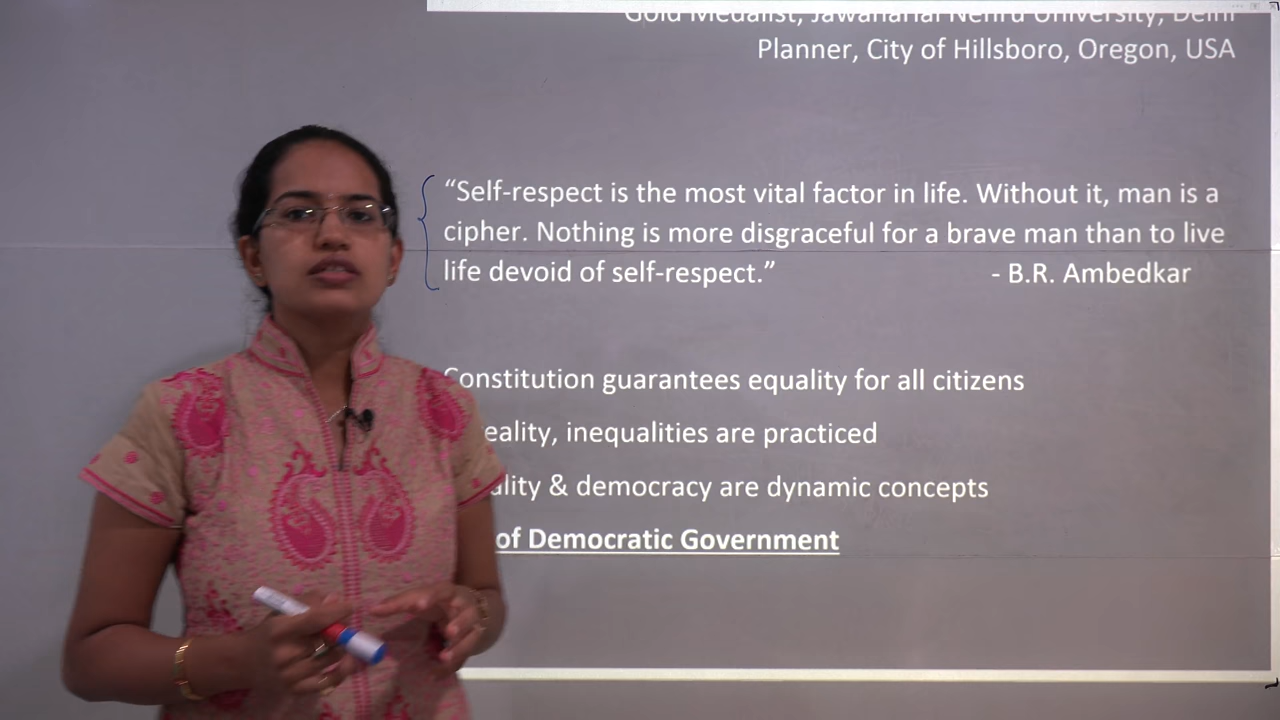 Gold Medalist, Jawaharlal Nehru University, Delhi
Planner, City of Hillsboro, Oregon, USA
“Self-respect is the most vital factor in life. Without it, man is a
cipher. Nothing is more disgraceful for a brave man than to live
life devoid of self-respect.” - B.R. Ambedkar
Constitution guarantees equality for all citizens
eality, inequalities are practiced
ality & democracy are dynamic concepts
of Democratic Government